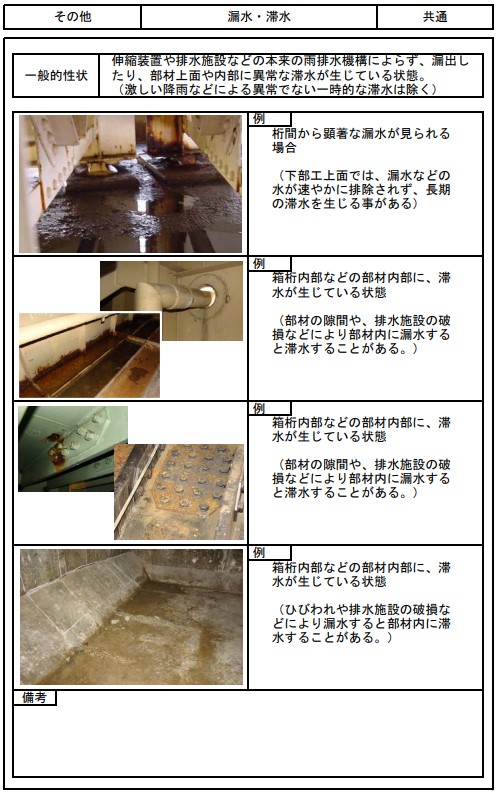 その他 漏水・滞水 共通
一般的性状
伸縮装置や排水施設などの本来の雨排水機構によらず、漏出し
たり、部材上面や内部に異常な滞水が生じている状態。
（激しい降雨などによる異常でない一時的な滞水は除く）
例
桁間から顕著な漏水が見られる
場合
（下部工上面では、漏水などの
水が速やかに排除されず、長期
の滞水を生じる事がある）
例
箱桁内部などの部材内部に、滞
水が生じている状態
（部材の隙間や、排水施設の破
損などにより部材内に漏水する
と滞水することがある。）
例
箱桁内部などの部材内部に、滞
水が生じている状態
（部材の隙間や、排水施設の破
損などにより部材内に漏水する
と滞水することがある。）
例
箱桁内部などの部材内部に、滞
水が生じている状態
（ひびわれや排水施設の破損な
どにより漏水すると部材内に滞
水することがある。）
備考